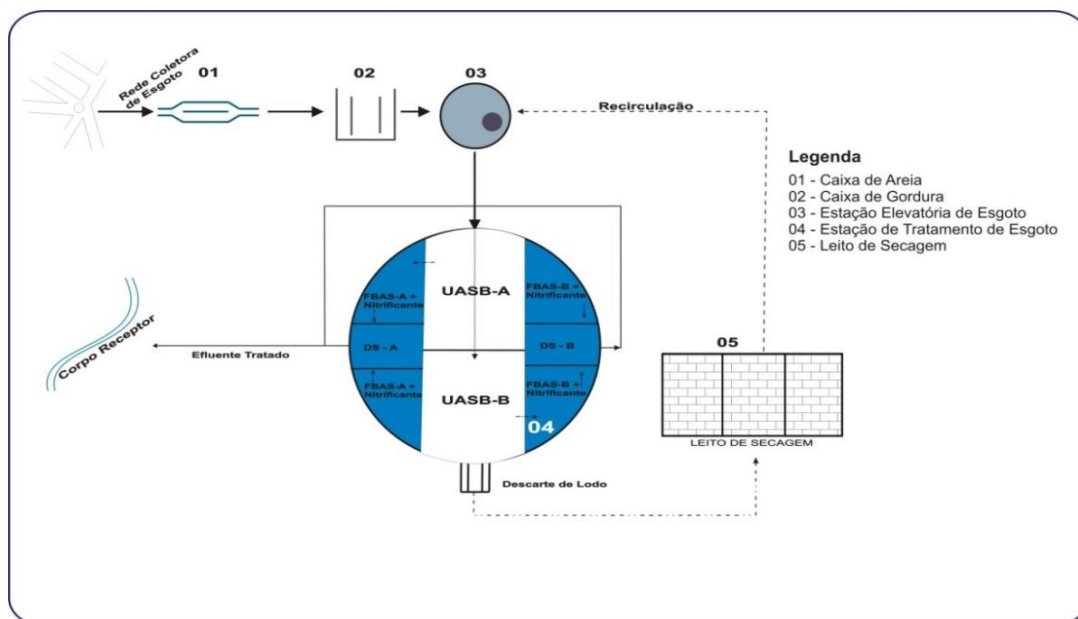 Rede Coletora
de Esgoto
01
02
03
Recirculação
Legenda
01 - Caixa de Areia
02 - Caixa de Gordura
03 - Estação Elevatória de Esgoto
04 - Estação de Tratamento de Esgoto
05 - Leito de Secagem
UASB-A
FBAS-A +
Nitrificante
FBAS-B +
Nitrificante
DS - A
DS - B
Corpo Receptor
Efluente Tratado
FBAS-A +
Nitrificante
UASB-B
FBAS-B +
Nitrificante
04
05
LEITO DE SECAGEM
Descarte de Lodo